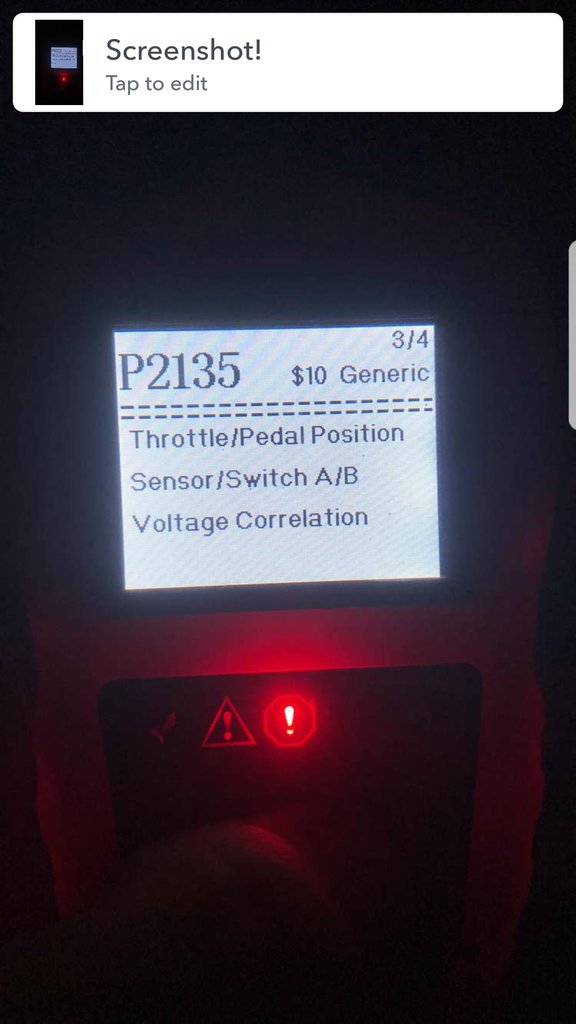 Screenshot!
Tap to edit
3/4
P2135 $10 Generic
Throttle/Pedal Position
Sensor/Switch A/B
Voltage Correlation